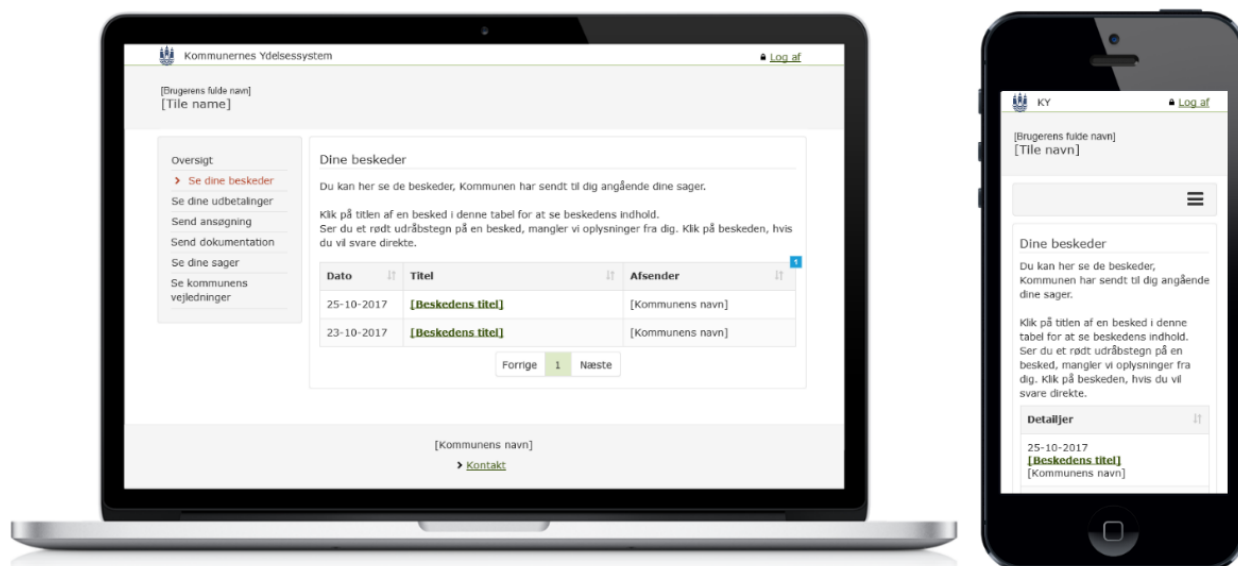 Kommunernes Ydelsessystem
Log af
[Brugerens fulde navn]
[Tile name]
Oversigt
Se dine beskeder
Se dine udbetalinger
Send ansøgning
Send dokumentation
Se dine sager
Se kommunens
vejledninger
Dine beskeder
Du kan her se de beskeder, Kommunen har sendt til dig angående dine sager.
Klik på titlen af en besked i denne tabel for at se beskedens indhold.
Ser du et rødt udråbstegn på en besked, mangler vi oplysninger fra dig. Klik på beskeden, hvis
du vil svare direkte.
1
Dato Titel Afsender
25-10-2017 [Beskedens titel] [Kommunens navn]
23-10-2017 [Beskedens titel] [Kommunens navn]
Forrige 1 Næste
[Kommunens navn]
Kontakt
KY
Log af
[Brugerens fulde navn]
[Tile navn]
Dine beskeder
Du kan her se de beskeder,
Kommunen har sendt til dig angående
dine sager.
Klik på titlen af en besked i denne
tabel for at se beskedens indhold.
Ser du et rødt udråbstegn på en
besked, mangler vi oplysninger fra
dig. Klik på beskeden, hvis du vil
svare direkte.
Detailjer
25-10-2017
[Beskedens titel]
[Kommunens navn]